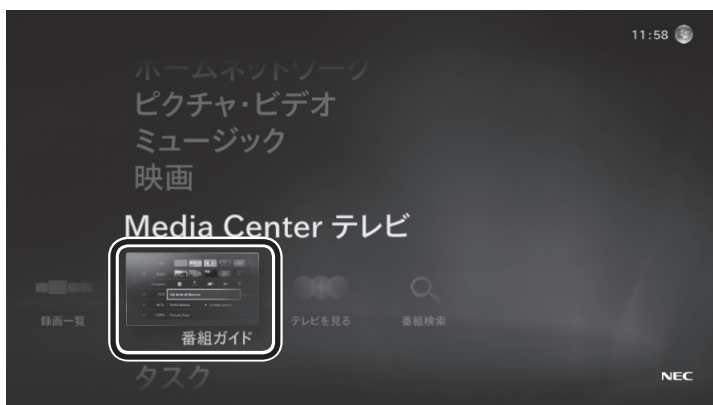 11:58
ホームネットワーク
ピクチャ・ビデオ
ミュージック
映画
Media Center テレビ
録画一覧
番組ガイド
テレビを見る
番組検索
タスク
NEC